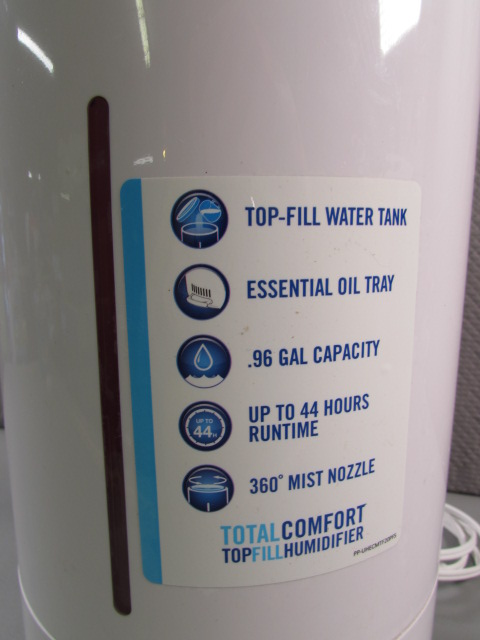 TOP-FILL WATER TANK
ESSENTIAL OIL TRAY
.96 GAL CAPACITY
UP TO
44H
UP TO 44 HOURS
RUNTIME
360° MIST NOZZLE
TOTALCOMFORT
TOPFILLHUMIDIFIER